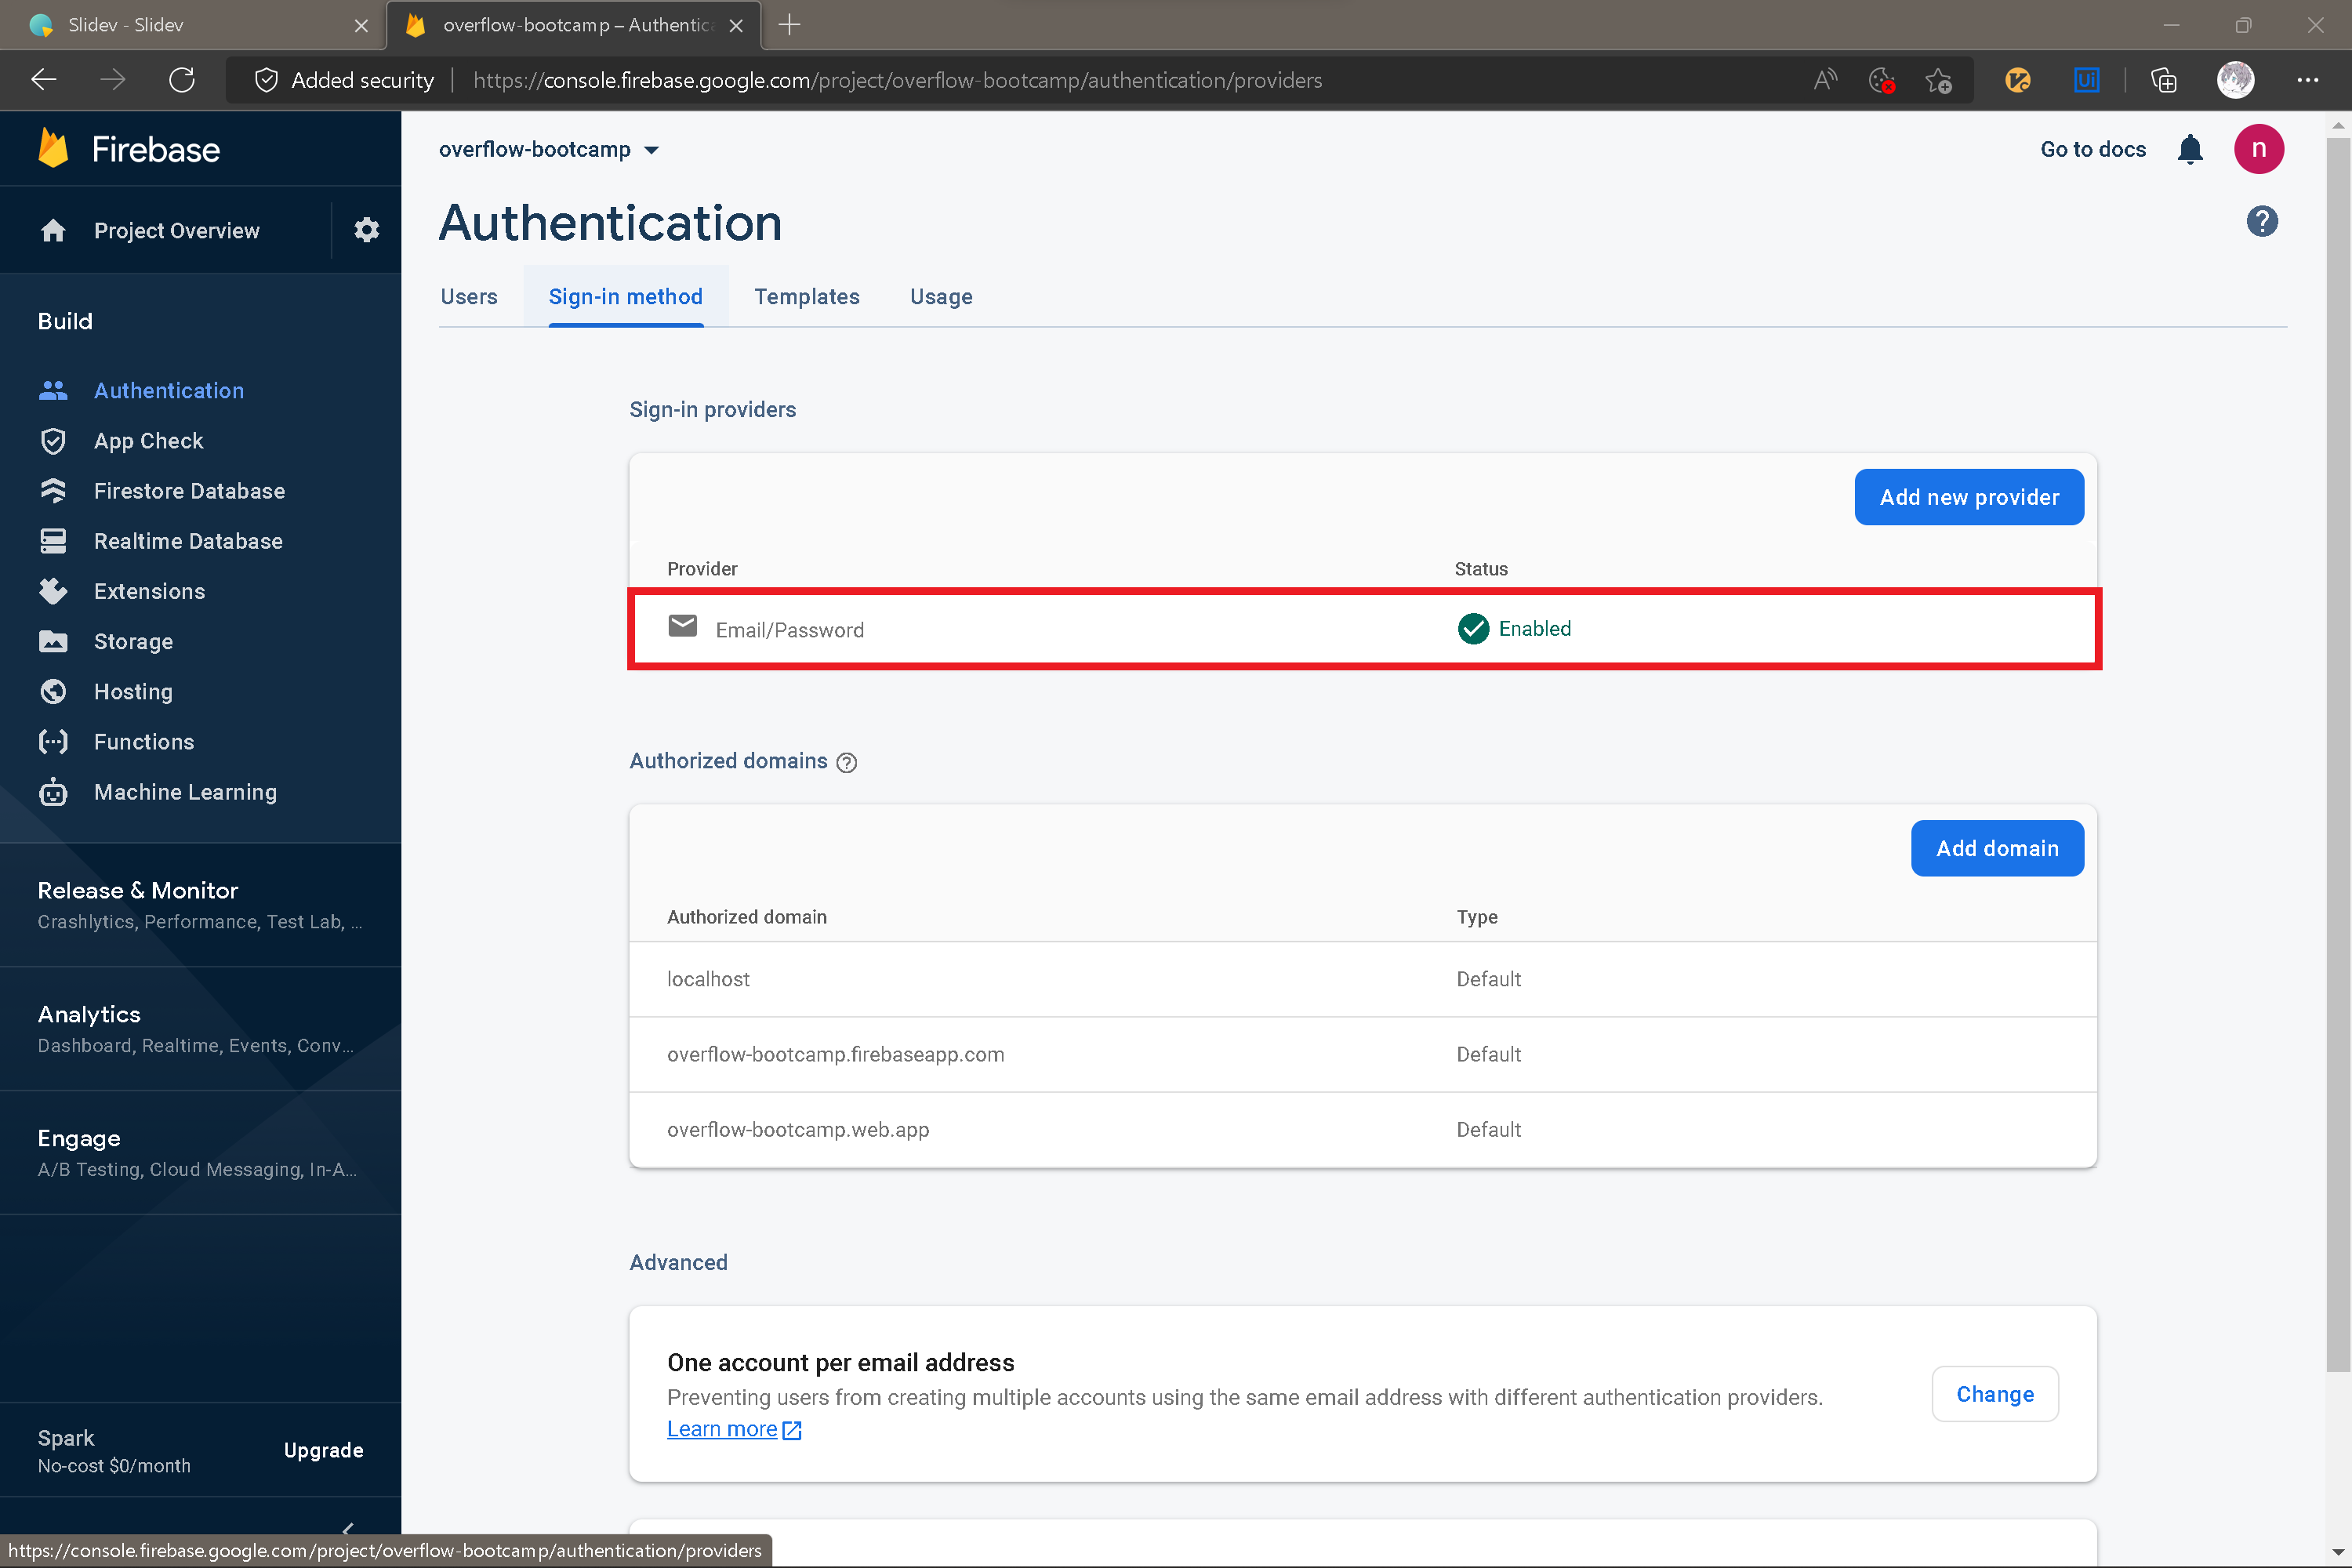 Slidev - Slidev
overflow-bootcamp – Authentic
Added security
https://console.firebase.google.com/project/overflow-bootcamp/authentication/providers
Firebase
overflow-bootcamp
Go to docs
n
Project Overview
Authentication
Users
Sign-in method
Templates
Usage
Build
Authentication
App Check
Firestore Database
Realtime Database
Extensions
Storage
Hosting
Functions
Machine Learning
Release & Monitor
Crashlytics, Performance, Test Lab, ...
Analytics
Dashboard, Realtime, Events, Conv...
Engage
A/B Testing, Cloud Messaging, In-A...
Spark
No-cost $0/month
Upgrade
Sign-in providers
Add new provider
Provider Status
Email/Password Enabled
Authorized domains
Add domain
Authorized domain Type
localhost Default
overflow-bootcamp.firebaseapp.com Default
overflow-bootcamp.web.app Default
Advanced
One account per email address
Preventing users from creating multiple accounts using the same email address with different authentication providers.
Learn more
Change
https://console.firebase.google.com/project/overflow-bootcamp/authentication/providers